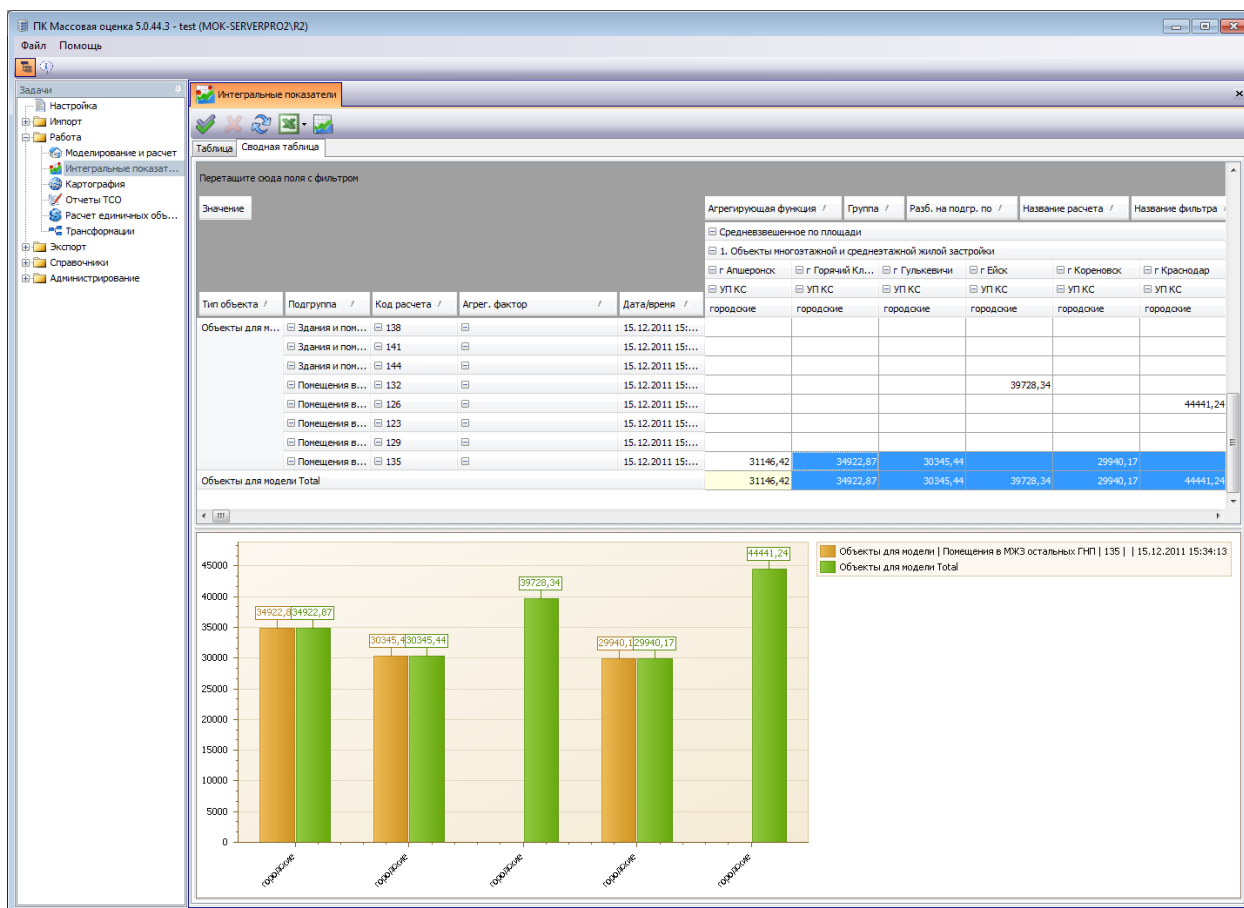 ПК Массовая оценка 5.0.44.3 - test (MOK-SERVERPRO2\R2)
Файл Помощь
Задачи
Настройка
Импорт
Работа
Моделирование и расчет
Интегральные показат...
Картография
Отчеты ТСО
Расчет единичных объ...
Трансформации
Экспорт
Справочники
Администрирование
Интегральные показатели
Таблица Сводная таблица
Перетащите сюда поля с фильтром
Значение Агрегирующая функция Группа Разб. на подгр. по Название расчета Название фильтра
Средневзвешенное по площади
1. Объекты многоэтажной и среднеэтажной жилой застройки
г Апшеронск г Горячий Кл... г Гулькевичи г Ейск г Кореновск г Краснодар
УП КС УП КС УП КС УП КС УП КС УП КС
Тип объекта Подгруппа Код расчета Агрег. фактор Дата/время городские городские городские городские городские городские
Объекты для м... Здания и пом... 138 15.12.2011 15:...
Здания и пом... 141 15.12.2011 15:...
Здания и пом... 144 15.12.2011 15:...
Помещения в... 132 15.12.2011 15:... 39728,34
Помещения в... 126 15.12.2011 15:... 44441,24
Помещения в... 123 15.12.2011 15:...
Помещения в... 129 15.12.2011 15:...
Помещения в... 135 15.12.2011 15:... 31146,42 34922,87 30345,44 29940,17
Объекты для модели Total 31146,42 34922,87 30345,44 39728,34 29940,17 44441,24
45000
40000
35000
30000
25000
20000
15000
10000
5000
0
34922,8 34922,87
30345,4 30345,44
39728,34
29940,1 29940,17
44441,24
городские городские городские городские городские
Объекты для модели | Помещения в МЖЗ остальных ГНП | 135 | | 15.12.2011 15:34:13
Объекты для модели Total